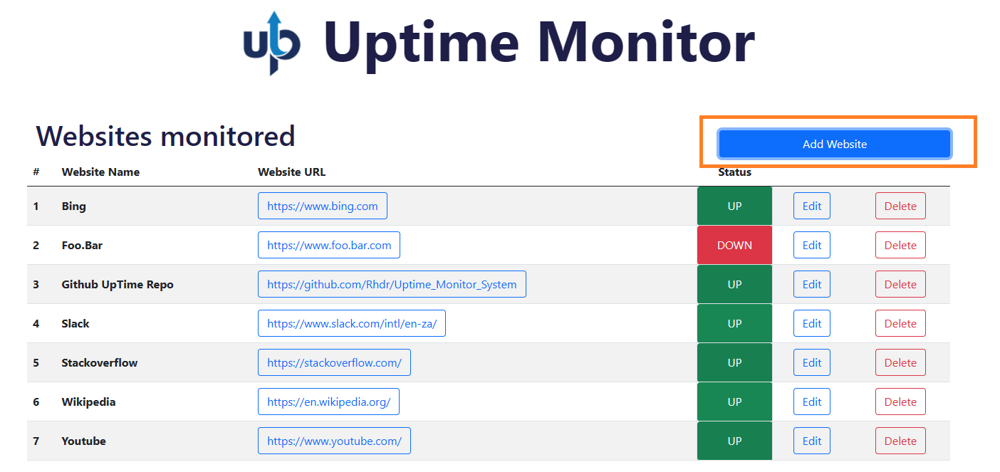 up Uptime Monitor
Websites monitored
Add Website
# Website Name Website URL Status
1 Bing https://www.bing.com UP Edit Delete
2 Foo.Bar https://www.foo.bar.com DOWN Edit Delete
3 Github UpTime Repo https://github.com/Rhdr/Uptime_Monitor_System UP Edit Delete
4 Slack https://www.slack.com/intl/en-za/ UP Edit Delete
5 Stackoverflow https://stackoverflow.com/ UP Edit Delete
6 Wikipedia https://en.wikipedia.org/ UP Edit Delete
7 Youtube https://www.youtube.com/ UP Edit Delete